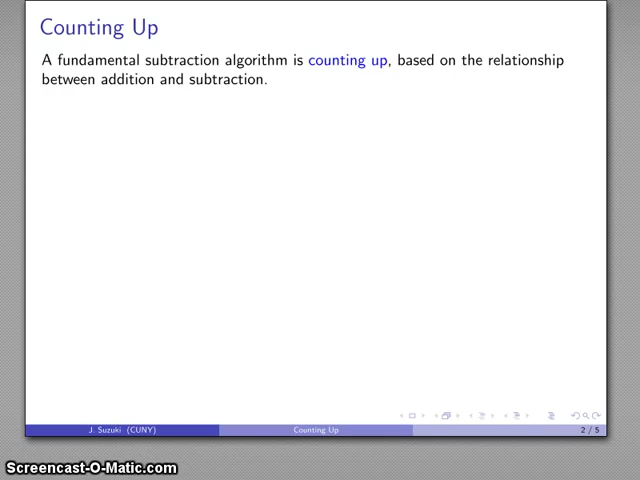 Counting Up
A fundamental subtraction algorithm is counting up, based on the relationship
between addition and subtraction.
J. Suzuki (CUNY)
Counting Up
2 / 5
Screencast-O-Matic.com